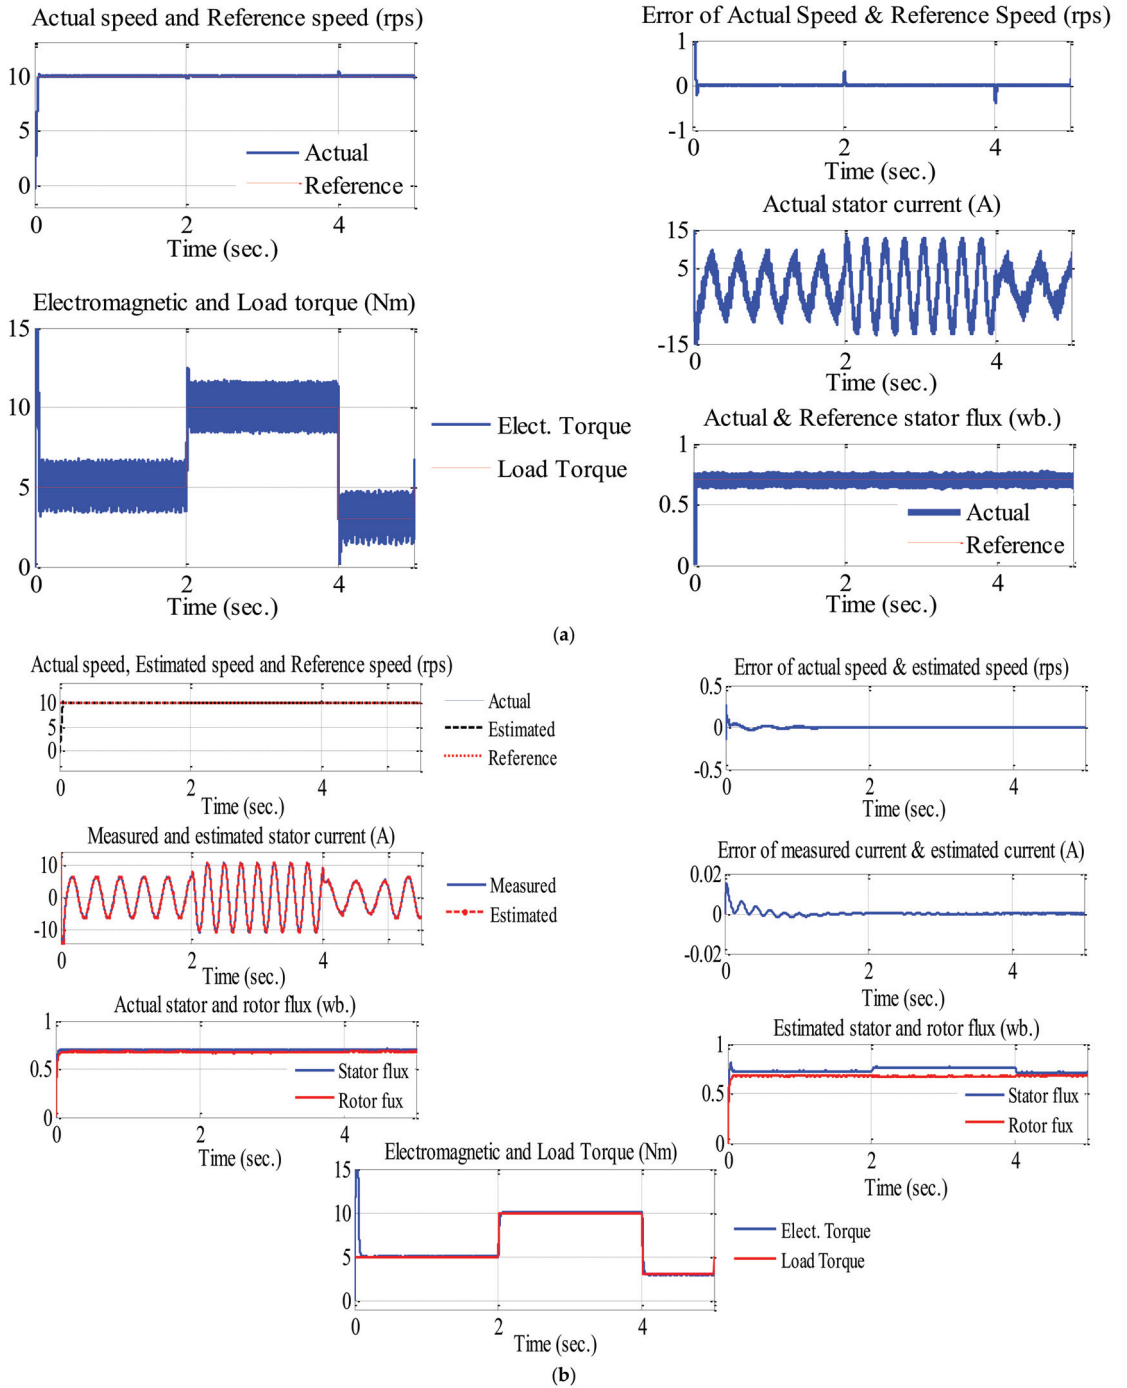 Actual speed and Reference speed (rps)
10
5
0
Actual
Reference
0 2 4
Time (sec.)
Error of Actual Speed & Reference Speed (rps)
1
0
-1
0 2 4
Time (sec.)
Actual stator current (A)
15
5
-15
0 2 4
Time (sec.)
Electromagnetic and Load torque (Nm)
15
10
5
0
0 2 4
Time (sec.)
Elect. Torque
Load Torque
Actual & Reference stator flux (wb.)
1
0.5
0
Actual
Reference
0 2 4
Time (sec.)
(a)
Actual speed, Estimated speed and Reference speed (rps)
10
5
0
0 2 4
Time (sec.)
Actual
Estimated
Reference
Error of actual speed & estimated speed (rps)
0.5
0
-0.5
0 2 4
Time (sec.)
Measured and estimated stator current (A)
10
0
-10
0 2 4
Time (sec.)
Measured
Estimated
Error of measured current & estimated current (A)
0.02
0
-0.02
0 2 4
Time (sec.)
Actual stator and rotor flux (wb.)
1
0.5
0
Stator flux
Rotor fux
0 2 4
Time (sec.)
Estimated stator and rotor flux (wb.)
1
0.5
0
Stator flux
Rotor fux
0 2 4
Time (sec.)
Electromagnetic and Load Torque (Nm)
15
10
5
0
0 2 4
Time (sec.)
Elect. Torque
Load Torque
(b)